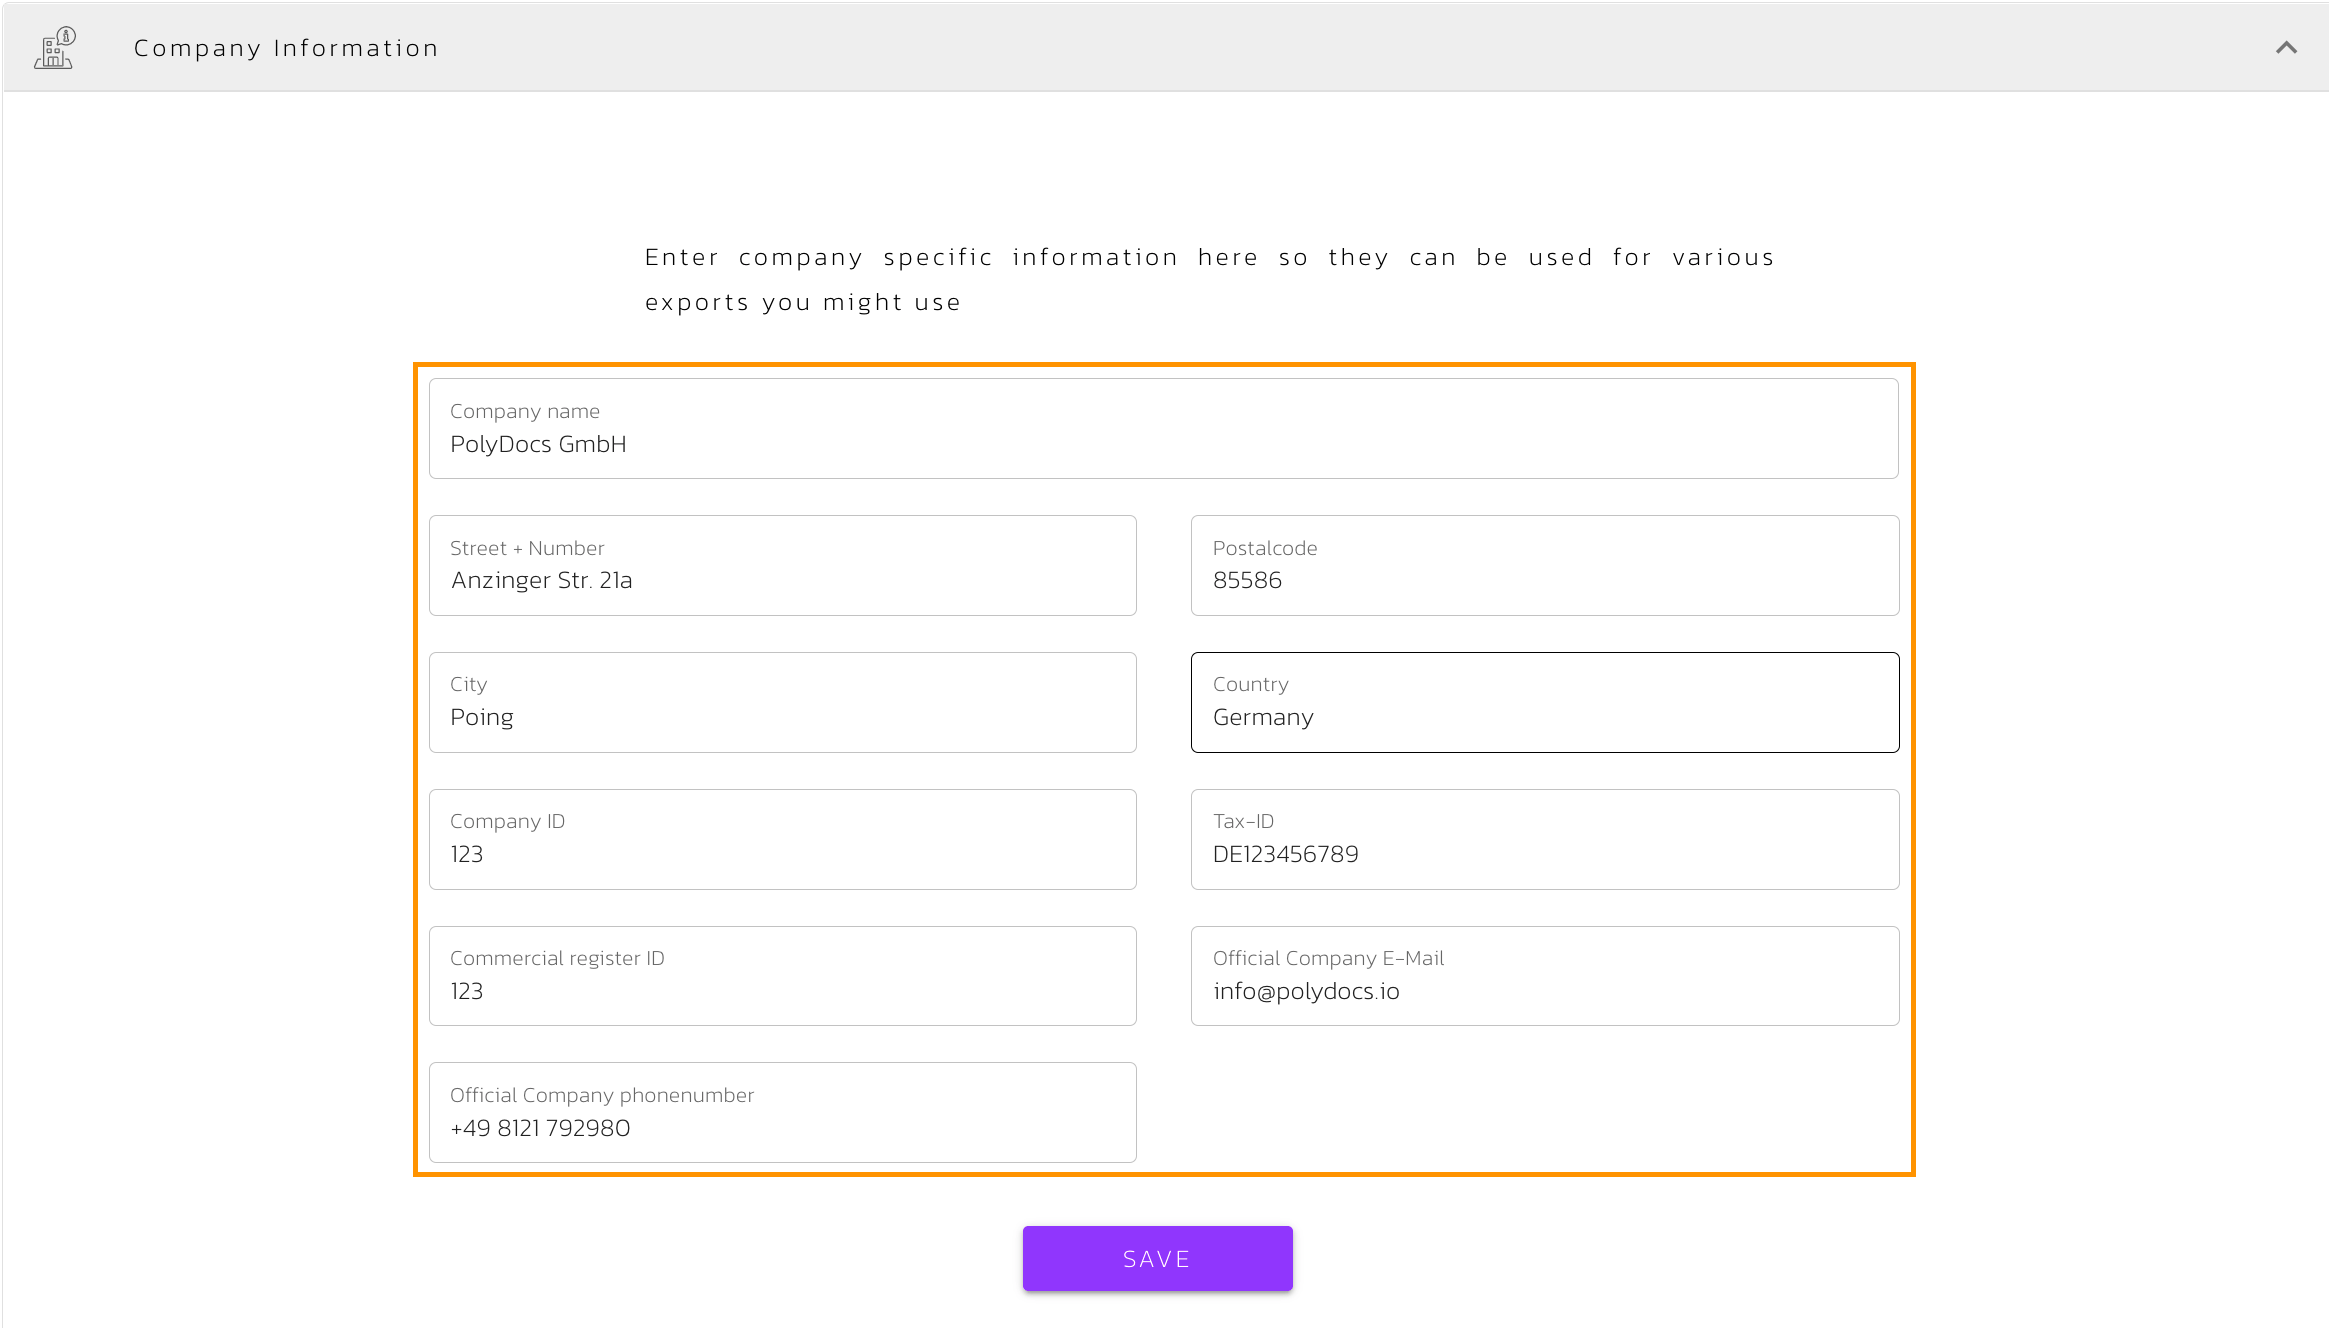 Company Information
Enter company specific information here so they can be used for various
exports you might use
Company name
PolyDocs GmbH
Street + Number
Anzinger Str. 21a
Postalcode
85586
City
Poing
Country
Germany
Company ID
123
Tax-ID
DE123456789
Commercial register ID
123
Official Company E-Mail
info@polydocs.io
Official Company phonenumber
+49 8121 792980
SAVE